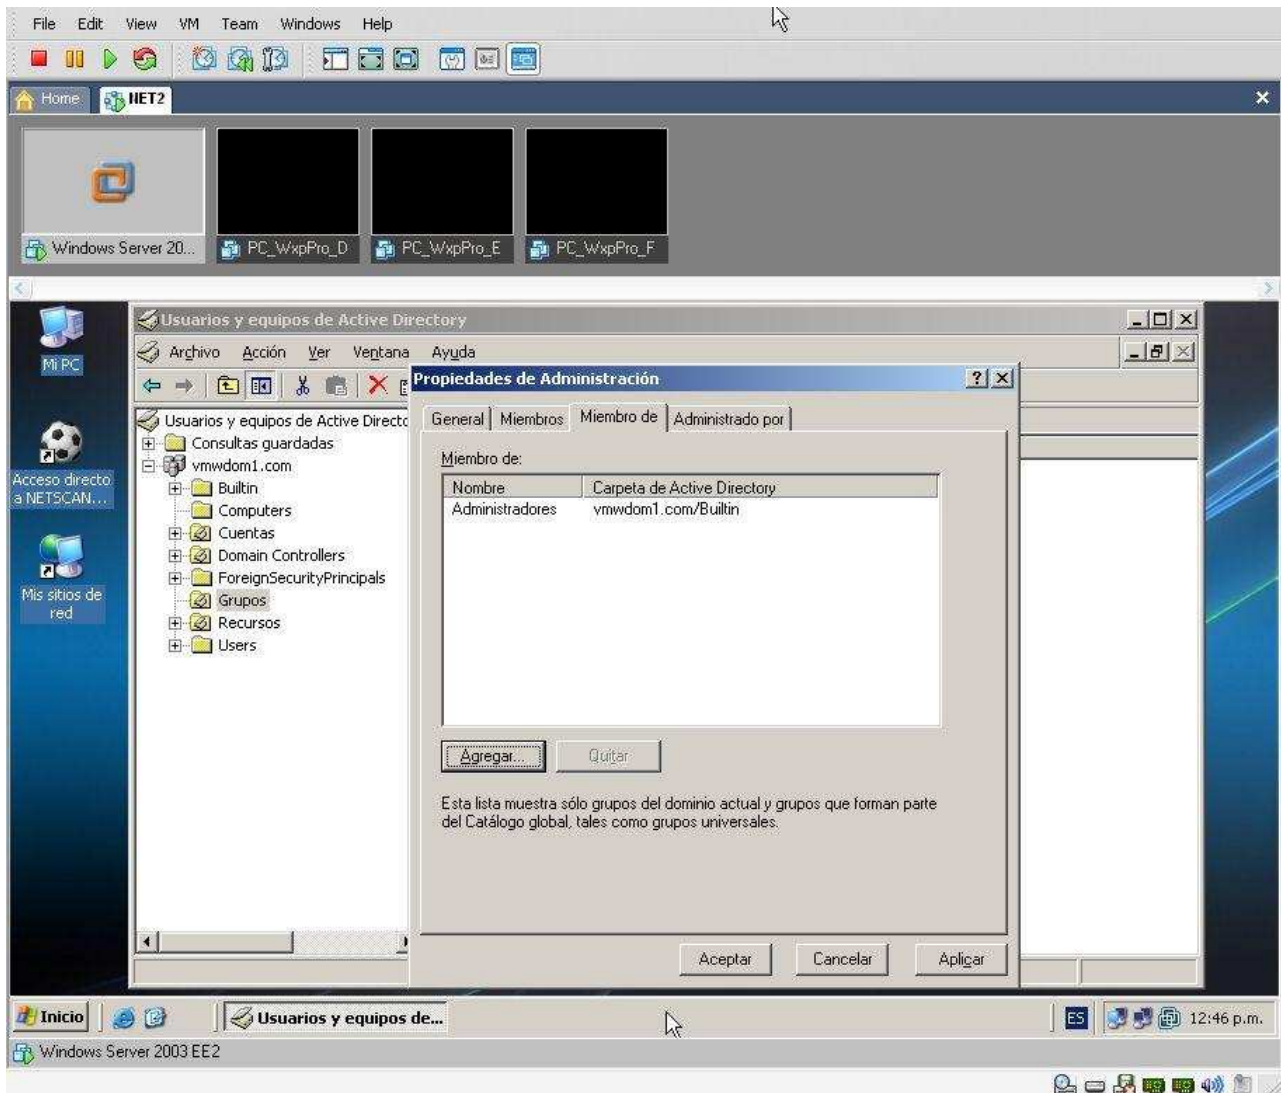 File Edit View VM Team Windows Help
Home NET2
Windows Server 20... PC_WxpPro_D PC_WxpPro_E PC_WxpPro_F
Mi PC
Acceso directo
a NETSCAN...
Mis sitios de
red
Usuarios y equipos de Active Directory
Archivo Acción Ver Ventana Ayuda
Usuarios y equipos de Active Directo
Consultas guardadas
vmwdom1.com
Builtin
Computers
Cuentas
Domain Controllers
ForeignSecurityPrincipals
Grupos
Recursos
Users
Propiedades de Administración
General Miembros Miembro de Administrado por
Miembro de:
Nombre Carpeta de Active Directory
Administradores vmwdom1.com/Builtin
Agregar... Quitar
Esta lista muestra sólo grupos del dominio actual y grupos que forman parte
del Catálogo global, tales como grupos universales.
Aceptar Cancelar Aplicar
Inicio Usuarios y equipos de... ES 12:46 p.m.
Windows Server 2003 EE2